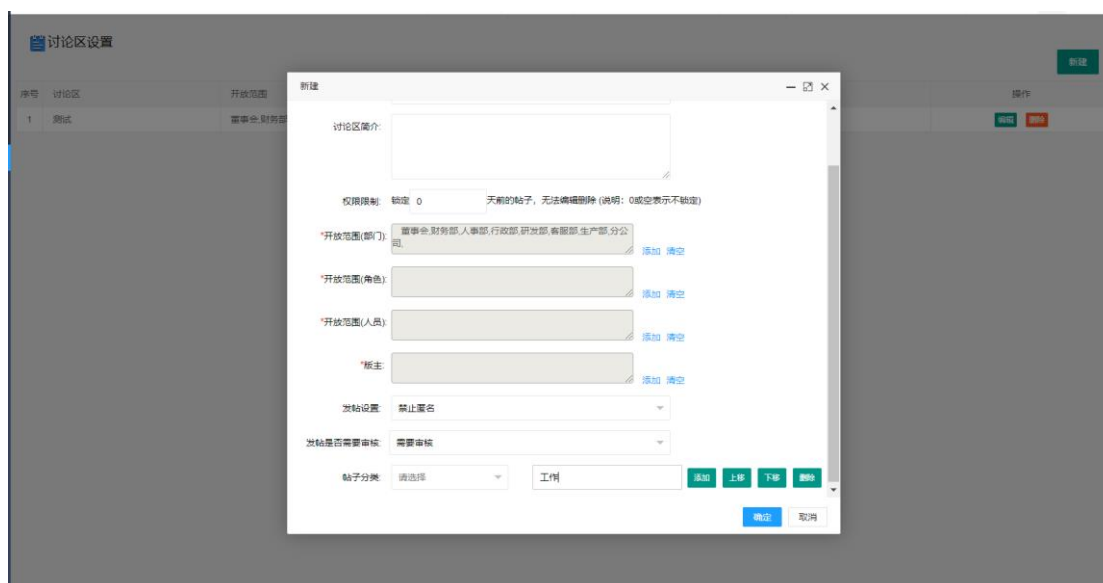 讨论区设置
新建
序号 讨论区 开放范围 操作
1 测试 董事会,财务部 编辑 删除
新建
讨论区简介:
权限限制: 锁定 0 天前的帖子，无法编辑删除 (说明：0或空表示不锁定)
*开放范围(部门): 董事会,财务部,人事部,行政部,研发部,客服部,生产部,分公
司, 添加 清空
*开放范围(角色): 添加 清空
*开放范围(人员): 添加 清空
*版主: 添加 清空
发帖设置: 禁止匿名
发帖是否需要审核: 需要审核
帖子分类: 请选择 工作 添加 上移 下移 删除
确定 取消